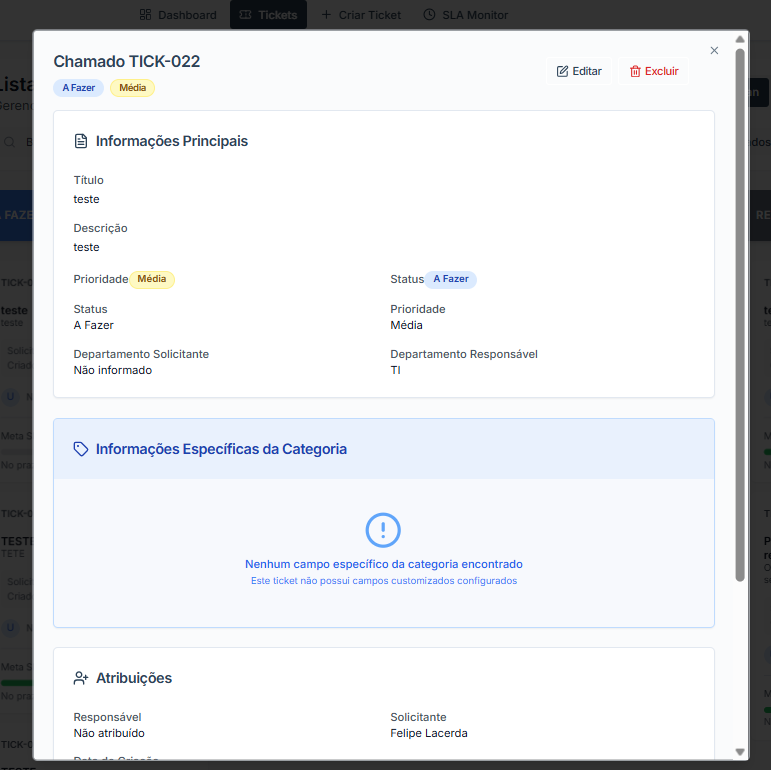 Dashboard
Tickets
Criar Ticket
SLA Monitor
Chamado TICK-022
Editar
Excluir
A Fazer
Média
Informações Principais
Título
teste
Descrição
teste
Prioridade Média
Status A Fazer
Status
A Fazer
Prioridade
Média
Departamento Solicitante
Não informado
Departamento Responsável
TI
Informações Específicas da Categoria
Nenhum campo específico da categoria encontrado
Este ticket não possui campos customizados configurados
Atribuições
Responsável
Não atribuído
Solicitante
Felipe Lacerda
teste
teste
U
TETE
U